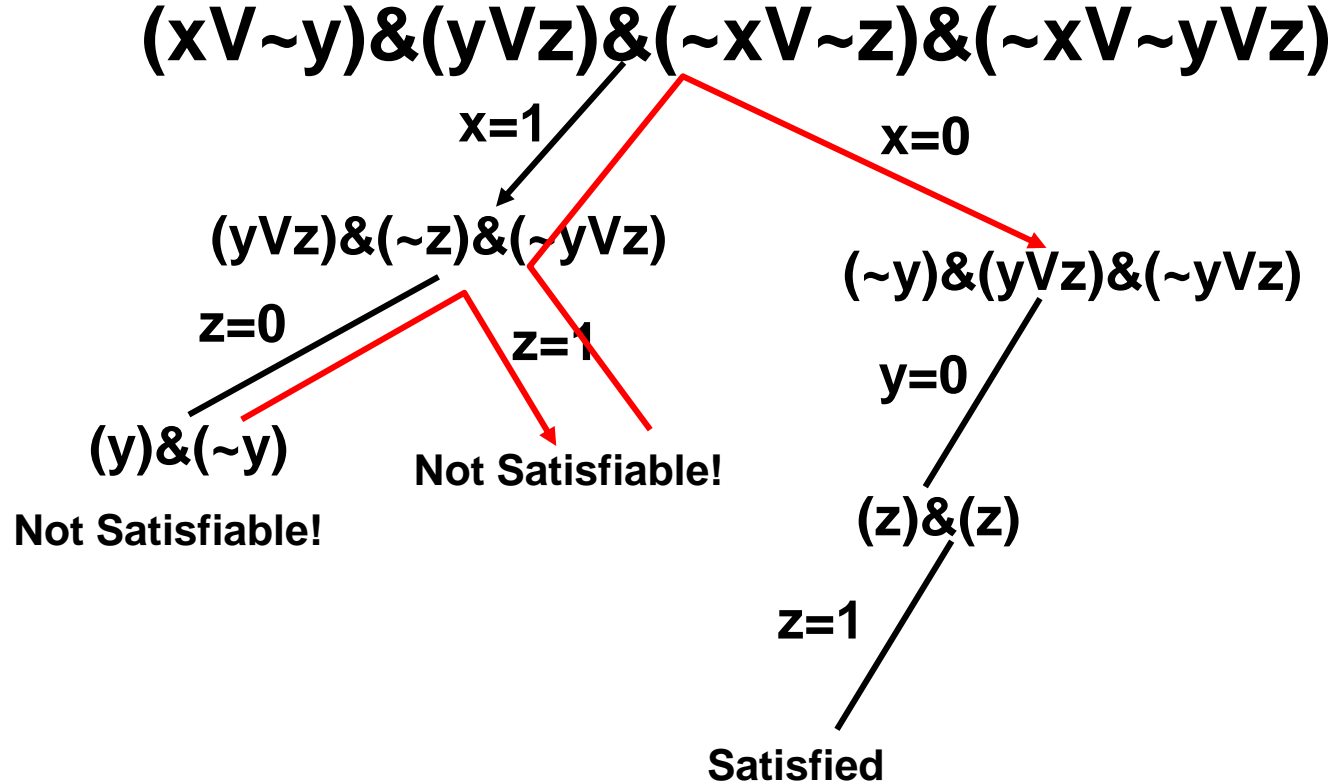 (xV~y)&(yVz)&(~xV~z)&(~xV~yVz)
x=1
x=0
(yVz)&(~z)&(~yVz)
(~y)&(yVz)&(~yVz)
z=0
z=1
y=0
(y)&(~y)
Not Satisfiable!
Not Satisfiable!
(z)&(z)
z=1
Satisfied